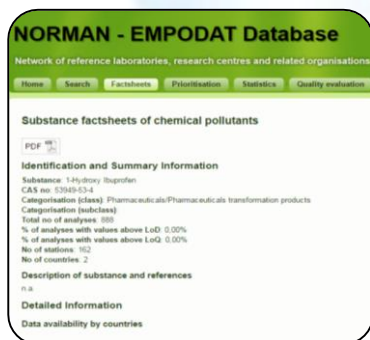 NORMAN - EMPODAT Database
Network of reference laboratories, research centres and related organisations
Home Search Factsheets Prioritisation Statistics Quality evaluation
Substance factsheets of chemical pollutants
PDF
Identification and Summary Information
Substance: 1-Hydroxy Ibuprofen
CAS no: 53949-53-4
Categorisation (class): Pharmaceuticals/Pharmaceuticals transformation products
Categorisation (subclass):
Total no of analyses: 888
% of analyses with values above LoD: 0,00%
% of analyses with values above LoQ: 0,00%
No of stations: 162
No of countries: 2
Description of substance and references
n.a
Detailed Information
Data availability by countries